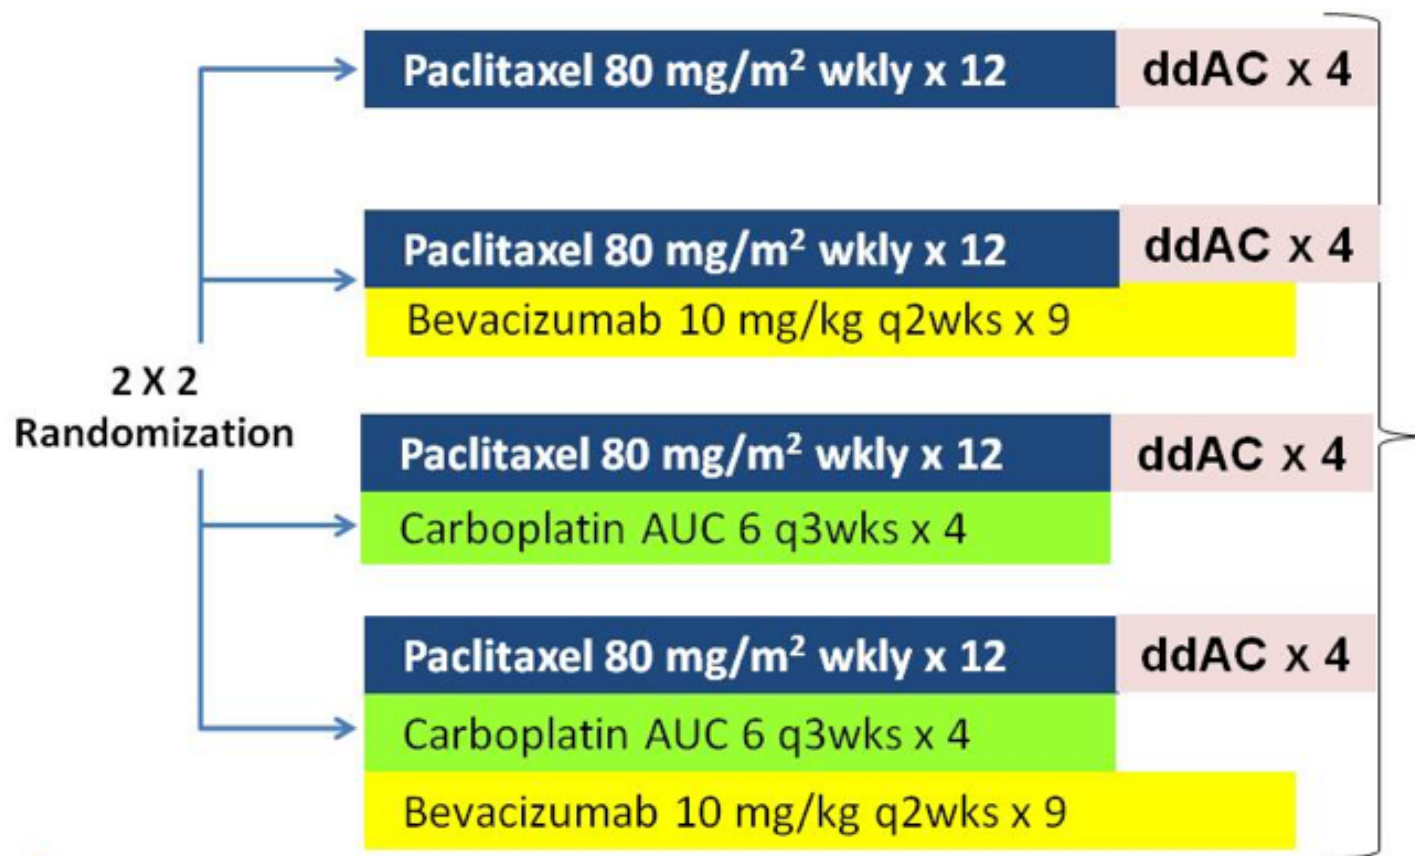 Paclitaxel 80 mg/m² wkly x 12 ddAC x 4
Paclitaxel 80 mg/m² wkly x 12 ddAC x 4
Bevacizumab 10 mg/kg q2wks x 9
2 X 2
Randomization
Paclitaxel 80 mg/m² wkly x 12 ddAC x 4
Carboplatin AUC 6 q3wks x 4
Paclitaxel 80 mg/m² wkly x 12 ddAC x 4
Carboplatin AUC 6 q3wks x 4
Bevacizumab 10 mg/kg q2wks x 9